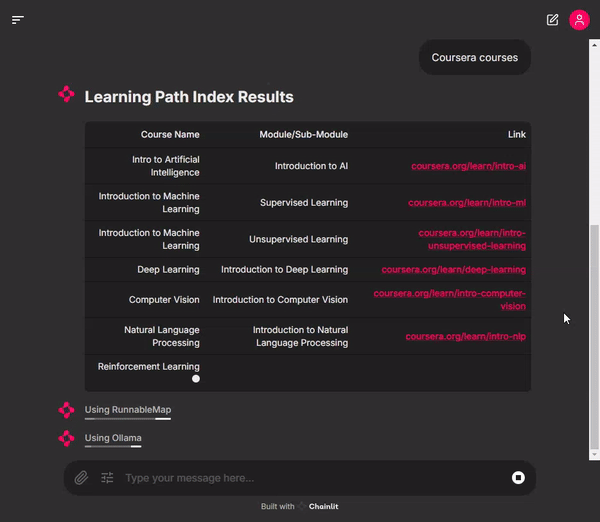 Coursera courses
Learning Path Index Results
Course Name Module/Sub-Module Link
Intro to Artificial
Intelligence
Introduction to AI
coursera.org/learn/intro-ai
Introduction to Machine
Learning
Supervised Learning
coursera.org/learn/intro-ml
Introduction to Machine
Learning
Unsupervised Learning
coursera.org/learn/intro-
unsupervised-learning
Deep Learning
Introduction to Deep Learning
coursera.org/learn/deep-learning
Computer Vision
Introduction to Computer Vision
coursera.org/learn/intro-computer-
vision
Natural Language
Processing
Introduction to Natural
Language Processing
coursera.org/learn/intro-nlp
Reinforcement Learning
Using RunnableMap
Using Ollama
Type your message here...
Built with Chainlit